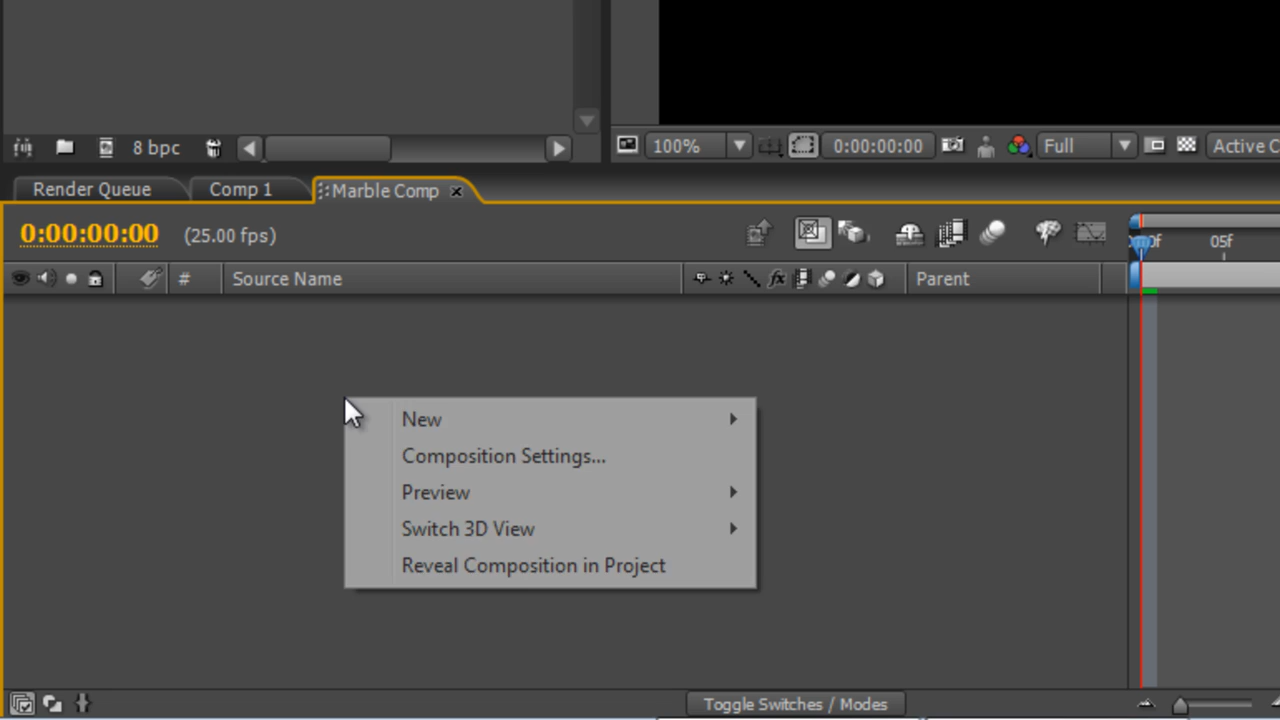 8 bpc
100%
0:00:00:00
Full
Active C
Render Queue
Comp 1
Marble Comp
0:00:00:00
(25.00 fps)
05f
#
Source Name
fx
Parent
New
Composition Settings...
Preview
Switch 3D View
Reveal Composition in Project
Toggle Switches / Modes